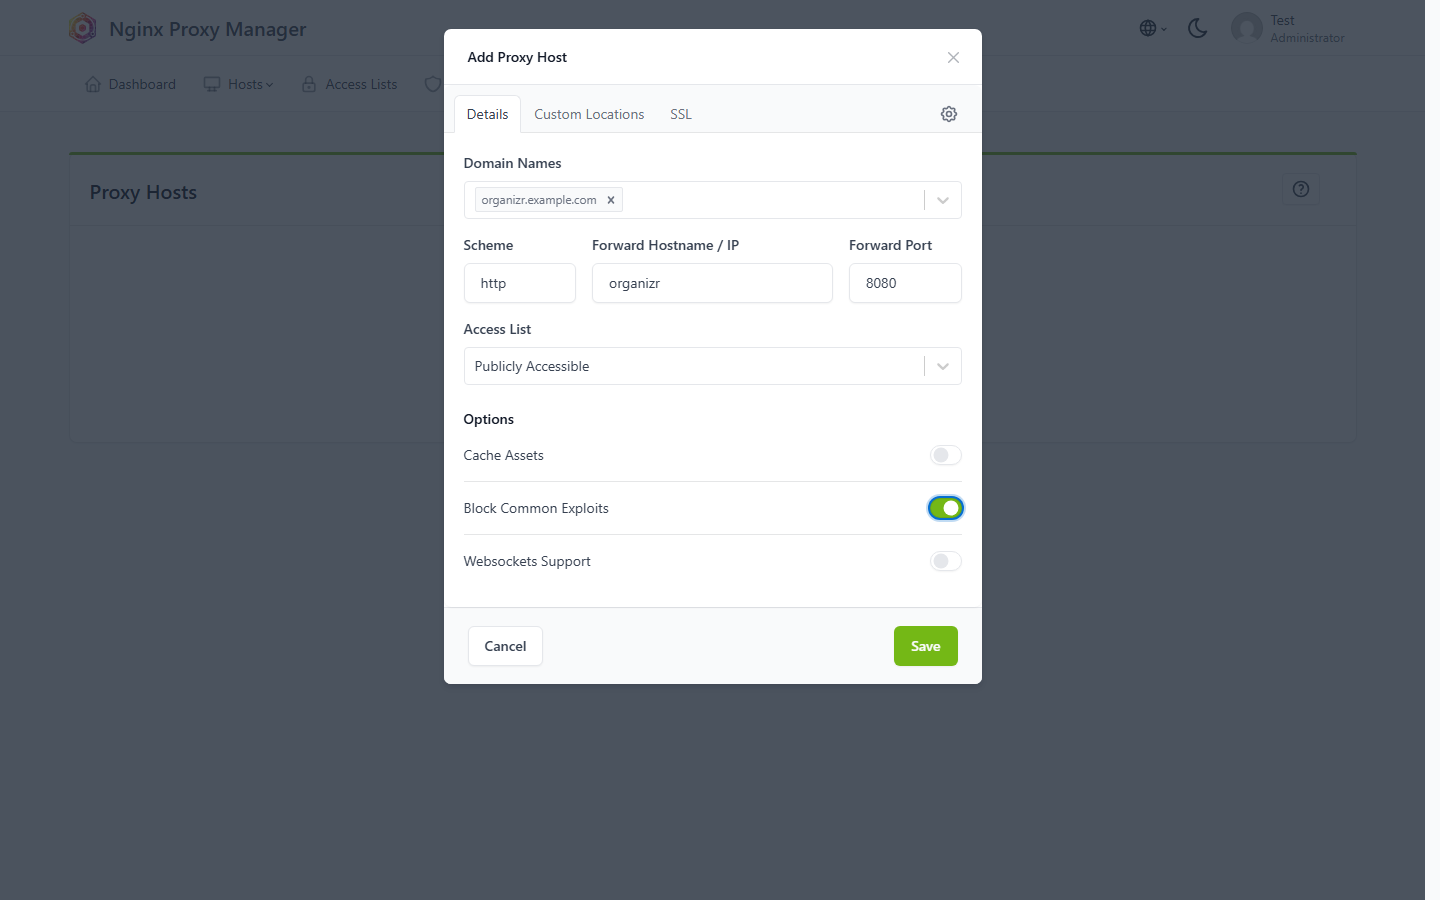 Nginx Proxy Manager
Test
Administrator
Dashboard
Hosts
Access Lists
Proxy Hosts
Add Proxy Host
Details
Custom Locations
SSL
Domain Names
organizr.example.com
Scheme
Forward Hostname / IP
Forward Port
http
organizr
8080
Access List
Publicly Accessible
Options
Cache Assets
Block Common Exploits
Websockets Support
Cancel
Save